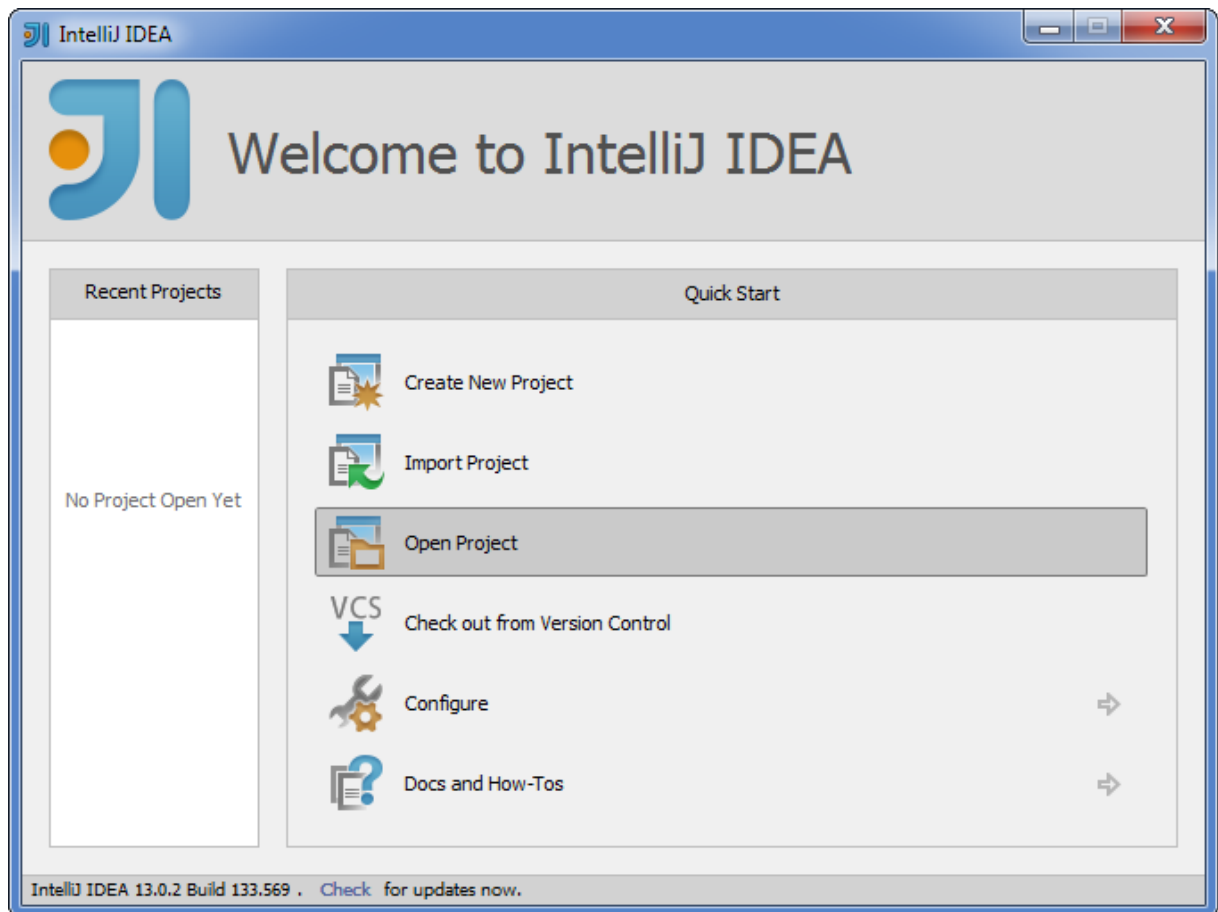 IntelliJ IDEA
Welcome to IntelliJ IDEA
Recent Projects
No Project Open Yet
Quick Start
Create New Project
Import Project
Open Project
VCS
Check out from Version Control
Configure
Docs and How-Tos
IntelliJ IDEA 13.0.2 Build 133.569 . Check for updates now.